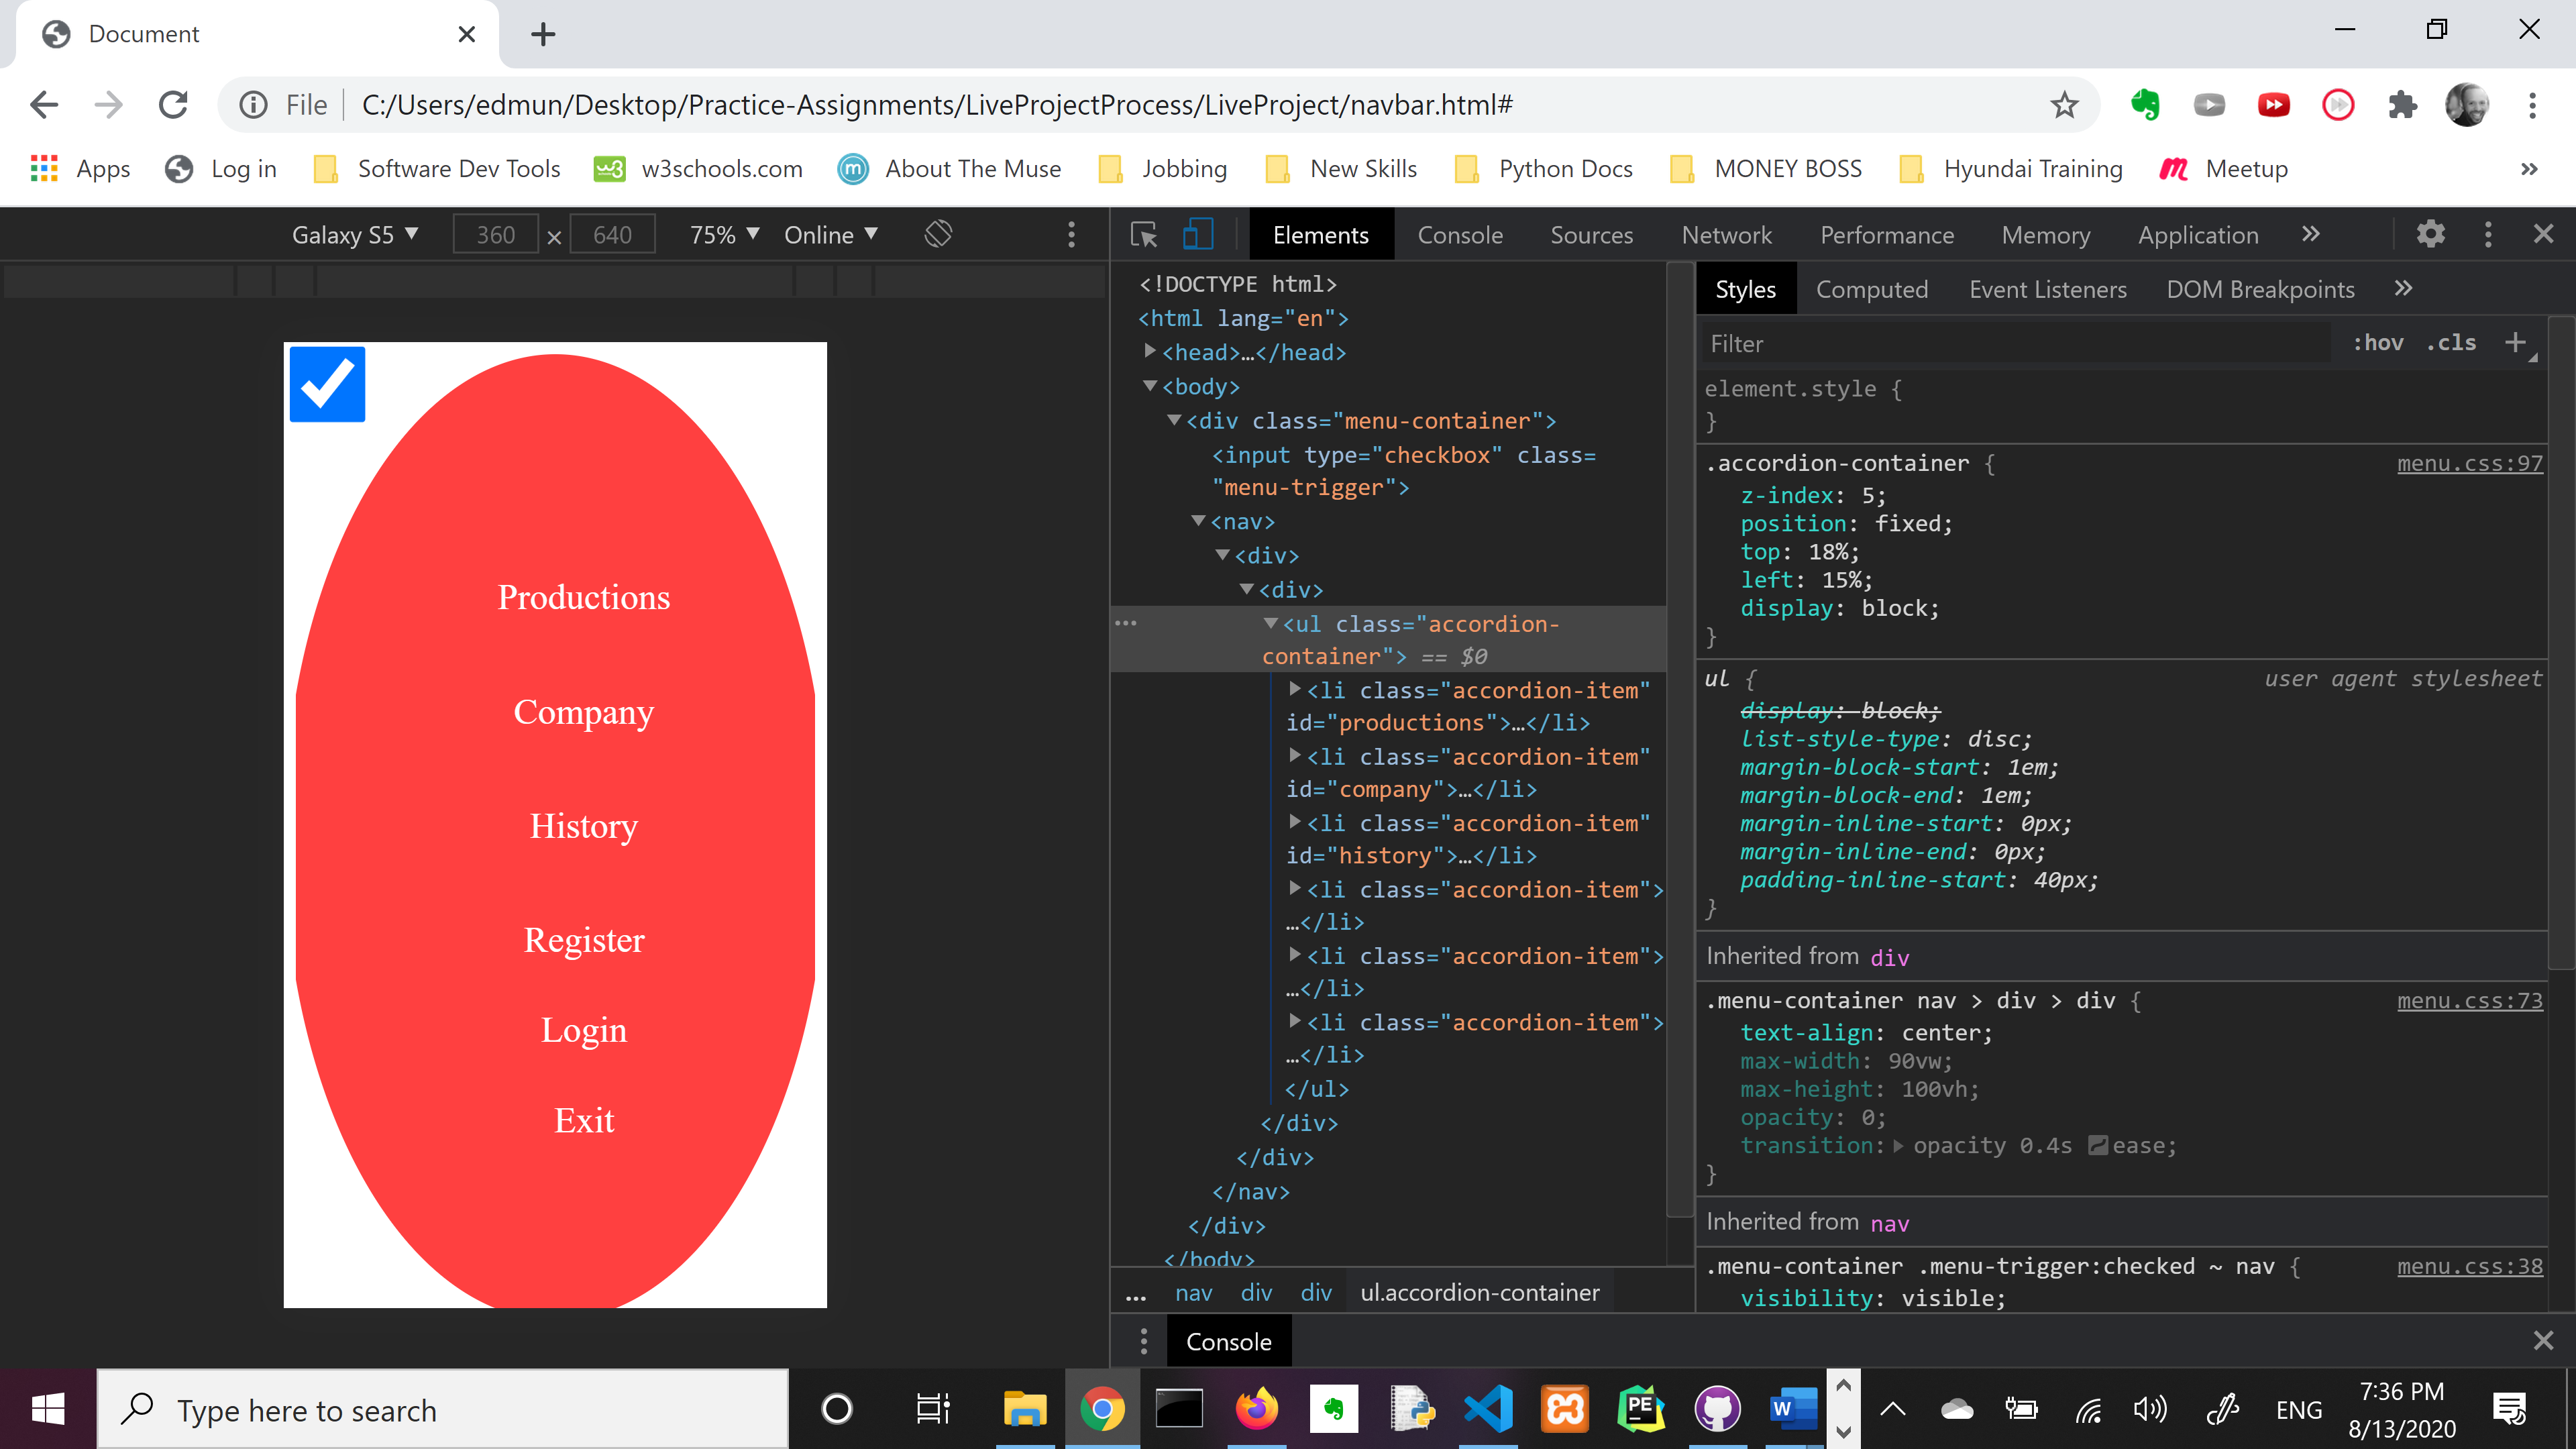 Document
File
C:/Users/edmun/Desktop/Practice-Assignments/LiveProjectProcess/LiveProject/navbar.html#
Apps Log in Software Dev Tools w3schools.com About The Muse Jobbing New Skills Python Docs MONEY BOSS Hyundai Training Meetup »
Galaxy S5 ▼ 360 × 640 75% ▼ Online ▼
Elements Console Sources Network Performance Memory Application »
Productions
Company
History
Register
Login
Exit
<!DOCTYPE html>
<html lang="en">
<head>…</head>
<body>
<div class="menu-container">
<input type="checkbox" class=
"menu-trigger">
<nav>
<div>
<div>
<ul class="accordion-
container"> == $0
<li class="accordion-item"
id="productions">…</li>
<li class="accordion-item"
id="company">…</li>
<li class="accordion-item"
id="history">…</li>
<li class="accordion-item">
…</li>
<li class="accordion-item">
…</li>
<li class="accordion-item">
…</li>
</ul>
</div>
</div>
</nav>
</div>
</body>
... nav div div ul.accordion-container
Styles Computed Event Listeners DOM Breakpoints »
Filter :hov .cls +
element.style {
}
.accordion-container { menu.css:97
z-index: 5;
position: fixed;
top: 18%;
left: 15%;
display: block;
}
ul { user agent stylesheet
display: block;
list-style-type: disc;
margin-block-start: 1em;
margin-block-end: 1em;
margin-inline-start: 0px;
margin-inline-end: 0px;
padding-inline-start: 40px;
}
Inherited from div
.menu-container nav > div > div { menu.css:73
text-align: center;
max-width: 90vw;
max-height: 100vh;
opacity: 0;
transition: opacity 0.4s ease;
}
Inherited from nav
.menu-container .menu-trigger:checked ~ nav { menu.css:38
visibility: visible;
Console
Type here to search
ENG
7:36 PM
8/13/2020